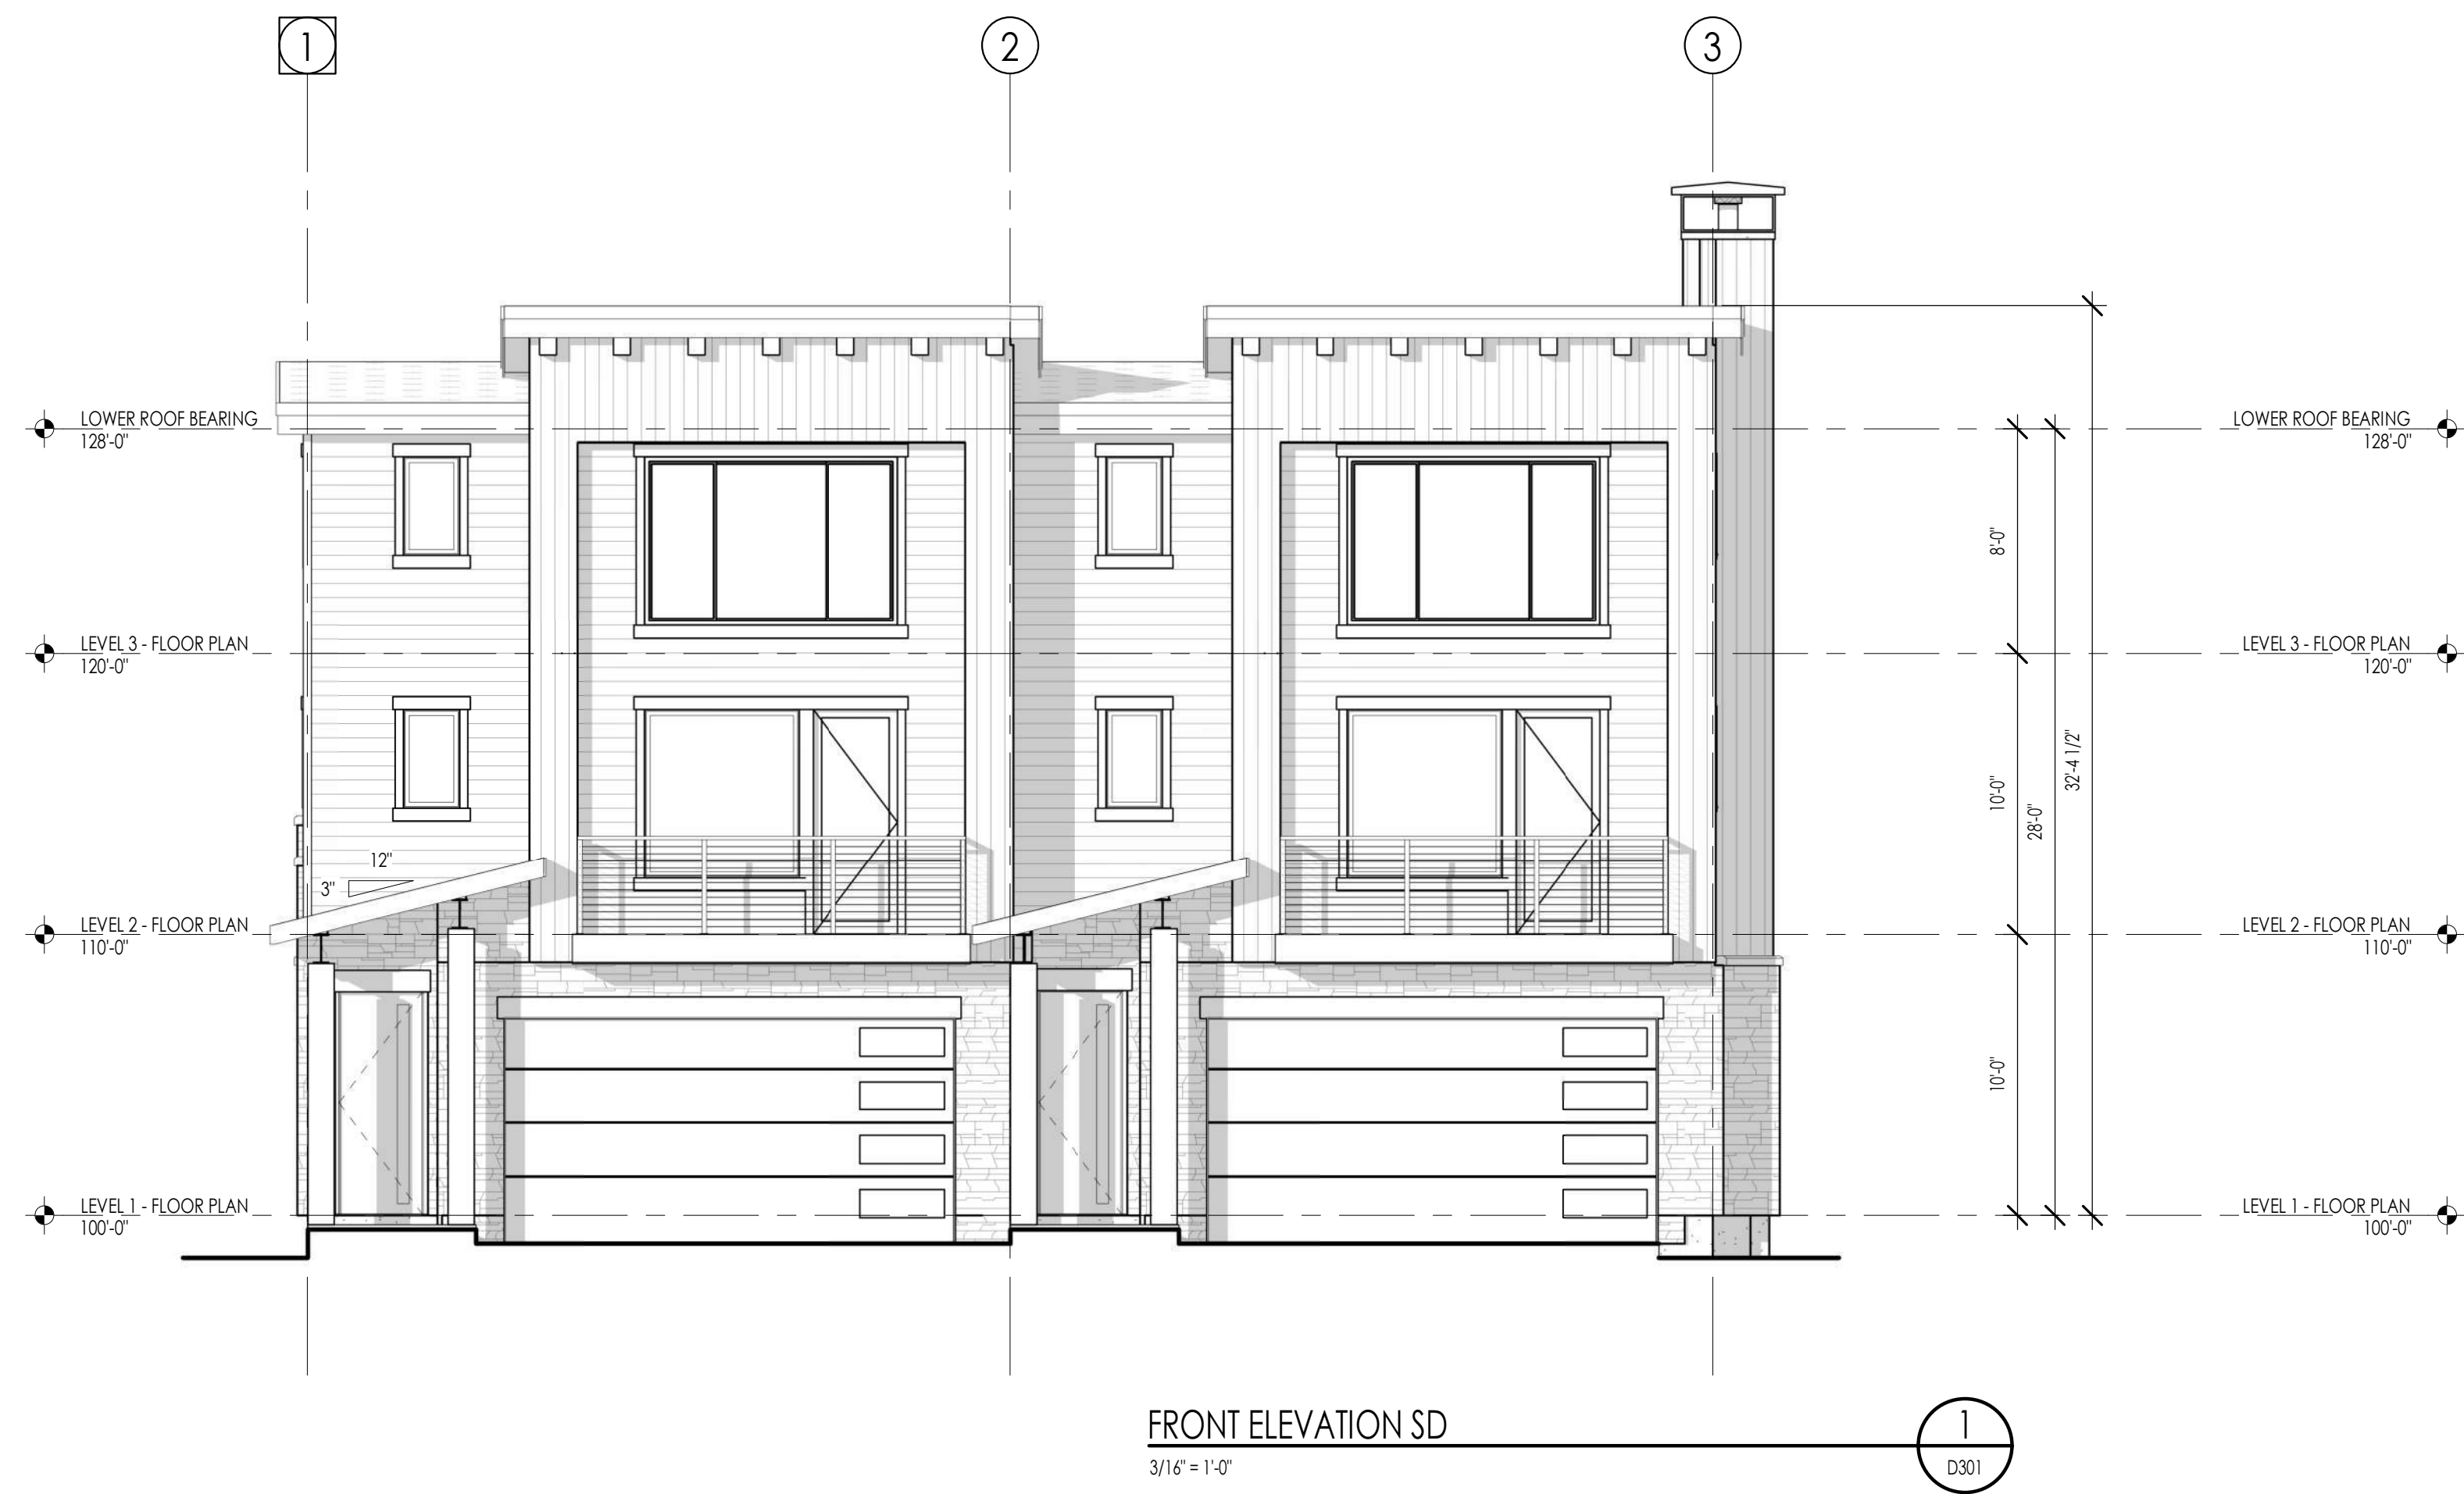 1
2
3
LOWER ROOF BEARING
128'-0"
LOWER ROOF BEARING
128'-0"
8'-0"
LEVEL 3 - FLOOR PLAN
120'-0"
LEVEL 3 - FLOOR PLAN
120'-0"
32'-4 1/2"
10'-0"
28'-0"
12"
3"
LEVEL 2 - FLOOR PLAN
110'-0"
LEVEL 2 - FLOOR PLAN
110'-0"
10'-0"
LEVEL 1 - FLOOR PLAN
100'-0"
LEVEL 1 - FLOOR PLAN
100'-0"
FRONT ELEVATION SD
3/16" = 1'-0"
1
D301